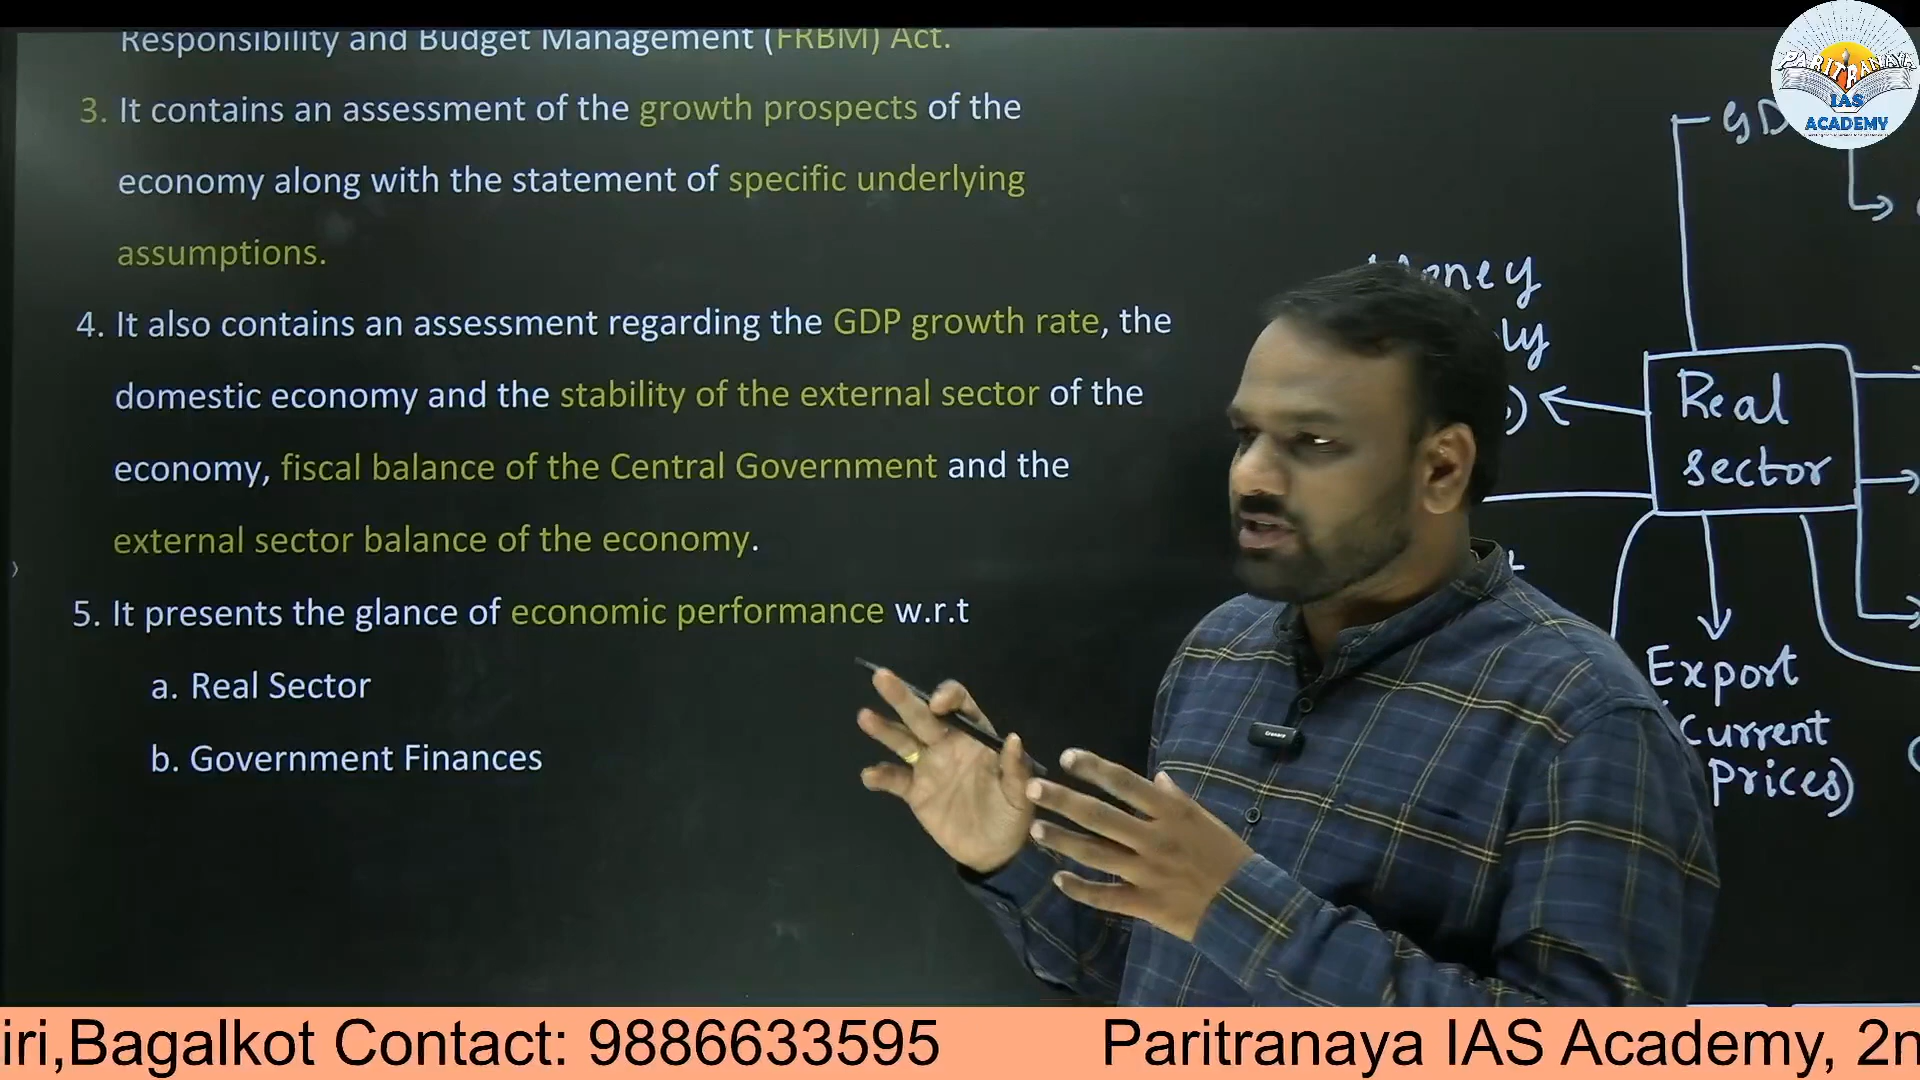 Responsibility and Budget Management (FRBM) Act.
3. It contains an assessment of the growth prospects of the
economy along with the statement of specific underlying
assumptions.
4. It also contains an assessment regarding the GDP growth rate, the
domestic economy and the stability of the external sector of the
economy, fiscal balance of the Central Government and the
external sector balance of the economy.
5. It presents the glance of economic performance w.r.t
a. Real Sector
b. Government Finances
Real
sector
Export
(Current
Prices)
PARITRANAYA
IAS
ACADEMY
iri,Bagalkot Contact: 9886633595
Paritranaya IAS Academy, 2n